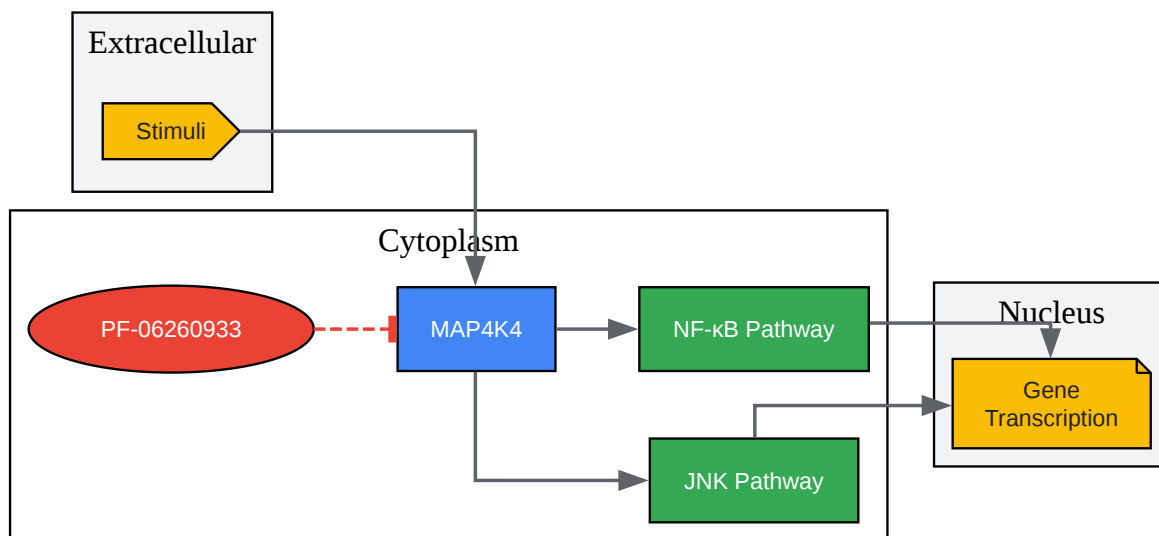 Extracellular
Stimuli
Cytoplasm
PF-06260933
MAP4K4
NF-κB Pathway
Nucleus
Gene
Transcription
JNK Pathway